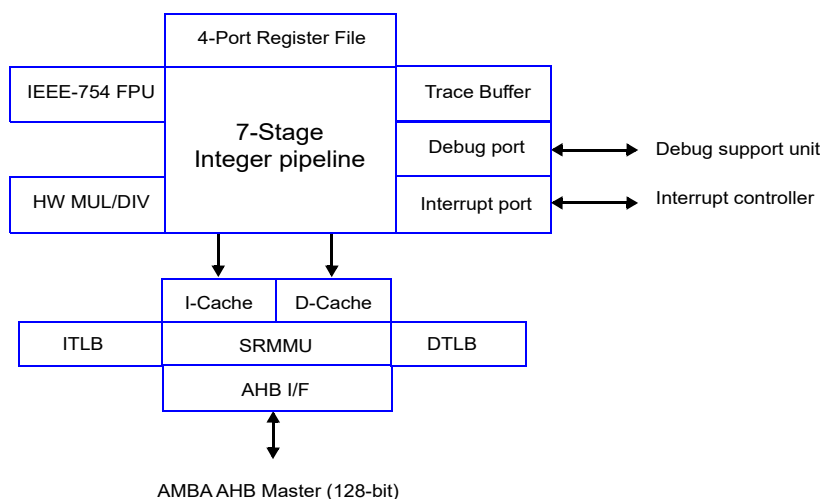 4-Port Register File
IEEE-754 FPU
Trace Buffer
7-Stage
Integer pipeline
Debug port
Debug support unit
HW MUL/DIV
Interrupt port
Interrupt controller
I-Cache
D-Cache
ITLB
SRMMU
DTLB
AHB I/F
AMBA AHB Master (128-bit)